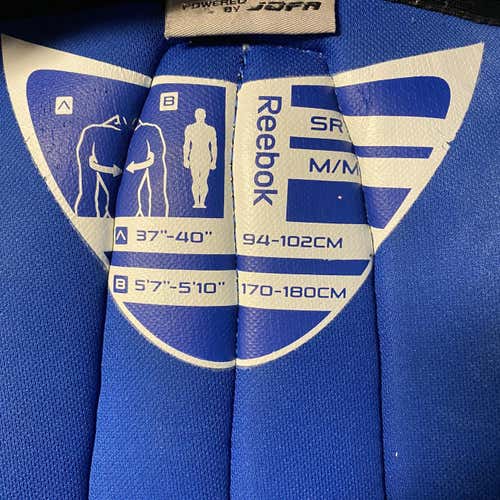 POWERED
BY JOFA
A
B
Reebok
SR
M/M
A 37"-40" 94-102CM
B 5'7"-5'10" 170-180CM